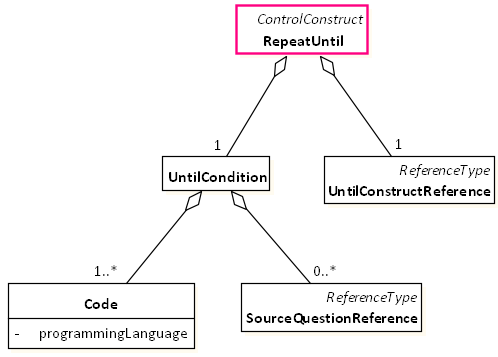 ControlConstruct
RepeatUntil
1
1
UntilCondition
ReferenceType
UntilConstructReference
1..*
0..*
Code
- programmingLanguage
ReferenceType
SourceQuestionReference